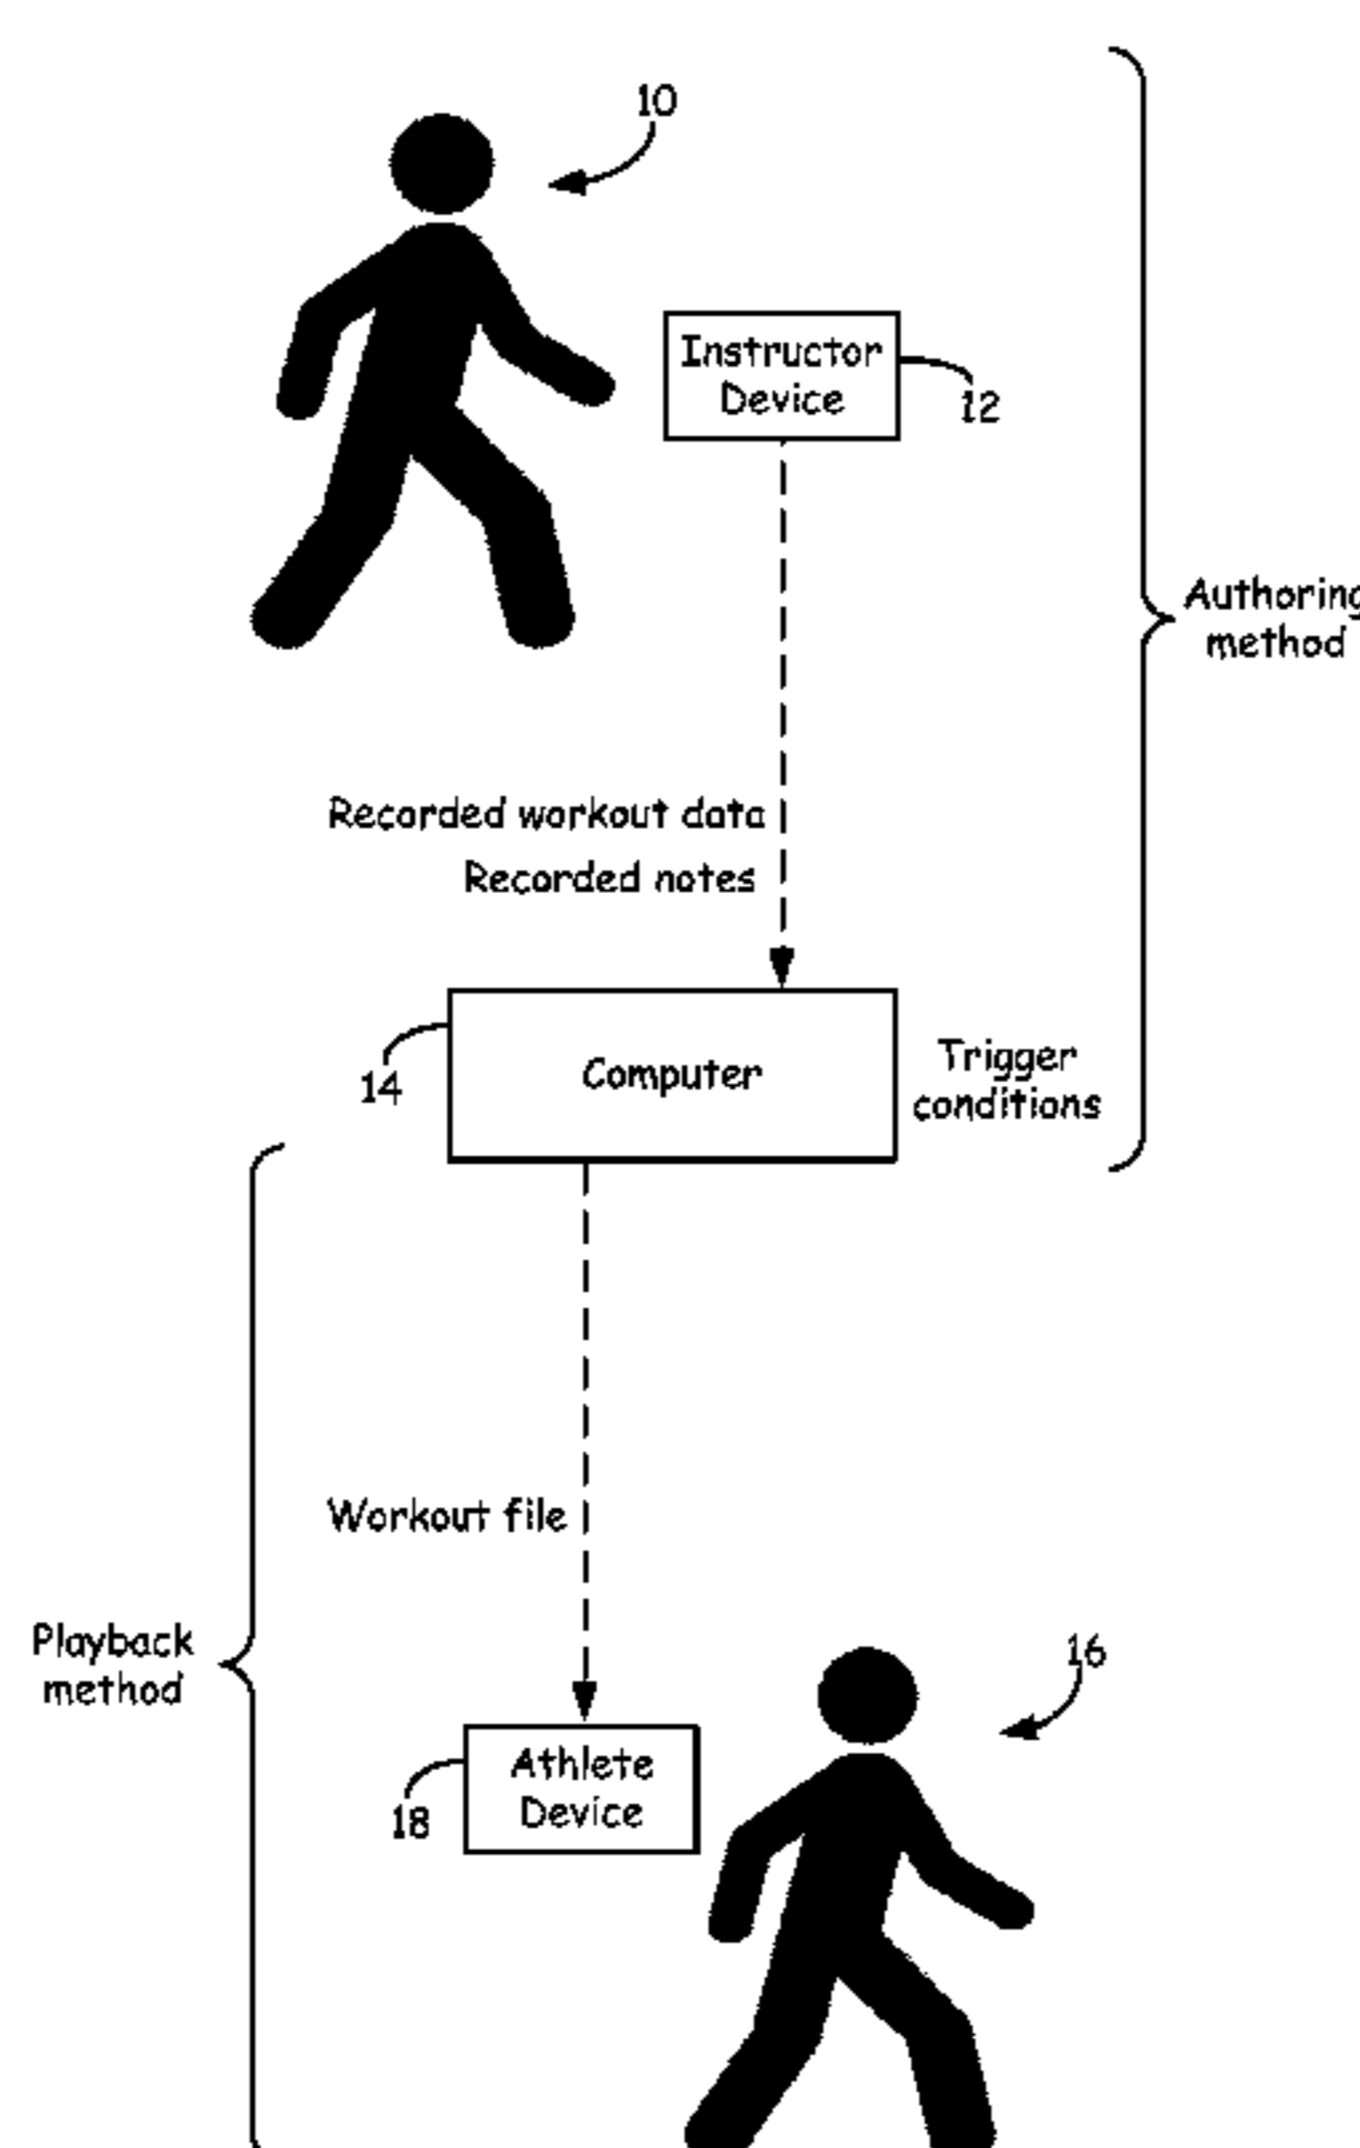 10
Instructor
Device
12
Authoring
method
Recorded workout data
Recorded notes
Computer
14
Trigger
conditions
Workout file
Playback
method
16
Athlete
Device
18